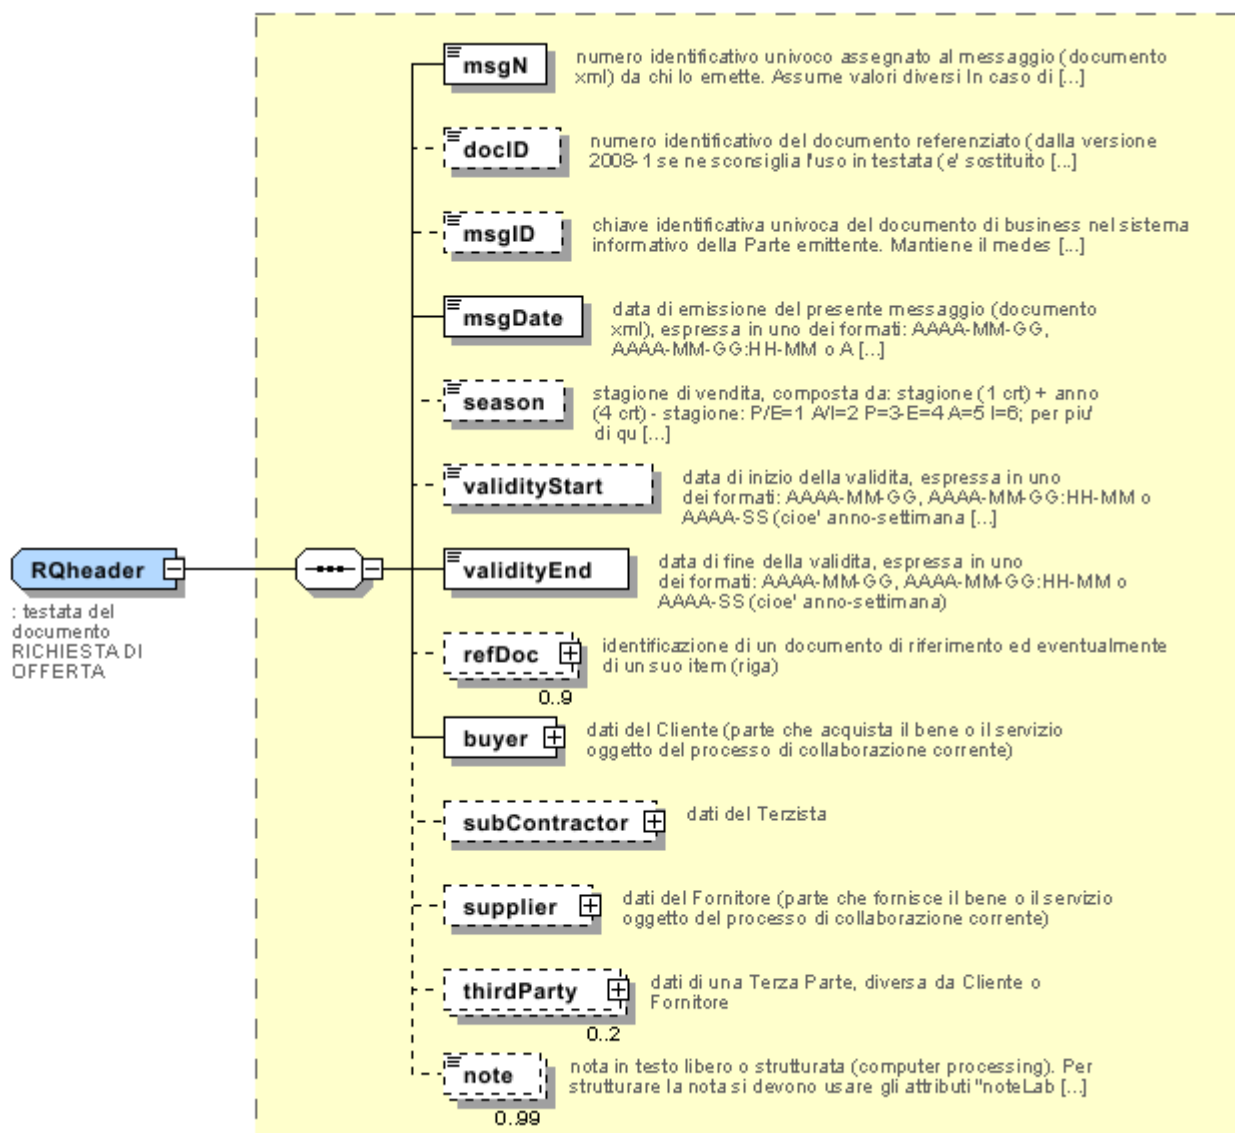 msgN
numero identificativo univoco assegnato al messaggio (documento
xml) da chi lo emette. Assume valori diversi In caso di [...]
docID
numero identificativo del documento referenziato (dalla versione
2008-1 se ne sconsiglia l'uso in testata (e' sostituito [...]
msgID
chiave identificativa univoca del documento di business nel sistema
informativo della Parte emittente. Mantiene il medes [...]
msgDate
data di emissione del presente messaggio (documento
xml), espressa in uno dei formati: AAAA-MM-GG,
AAAA-MM-GG:HH-MM o A [...]
season
stagione di vendita, composta da: stagione (1 crt) + anno
(4 crt) - stagione: P/E=1 A/I=2 P=3-E=4 A=5 I=6; per piu'
di qu [...]
validityStart
data di inizio della validita, espressa in uno
dei formati: AAAA-MM-GG, AAAA-MM-GG:HH-MM o
AAAA-SS (cioe' anno-settimana [...]
RQheader
: testata del
documento
RICHIESTA DI
OFFERTA
validityEnd
data di fine della validita, espressa in uno
dei formati: AAAA-MM-GG, AAAA-MM-GG:HH-MM o
AAAA-SS (cioe' anno-settimana)
refDoc
0..9
identificazione di un documento di riferimento ed eventualmente
di un suo item (riga)
buyer
dati del Cliente (parte che acquista il bene o il servizio
oggetto del processo di collaborazione corrente)
subContractor
dati del Terzista
supplier
dati del Fornitore (parte che fornisce il bene o il servizio
oggetto del processo di collaborazione corrente)
thirdParty
0..2
dati di una Terza Parte, diversa da Cliente o
Fornitore
note
0..99
nota in testo libero o strutturata (computer processing). Per
strutturare la nota si devono usare gli attributi "noteLab [...]